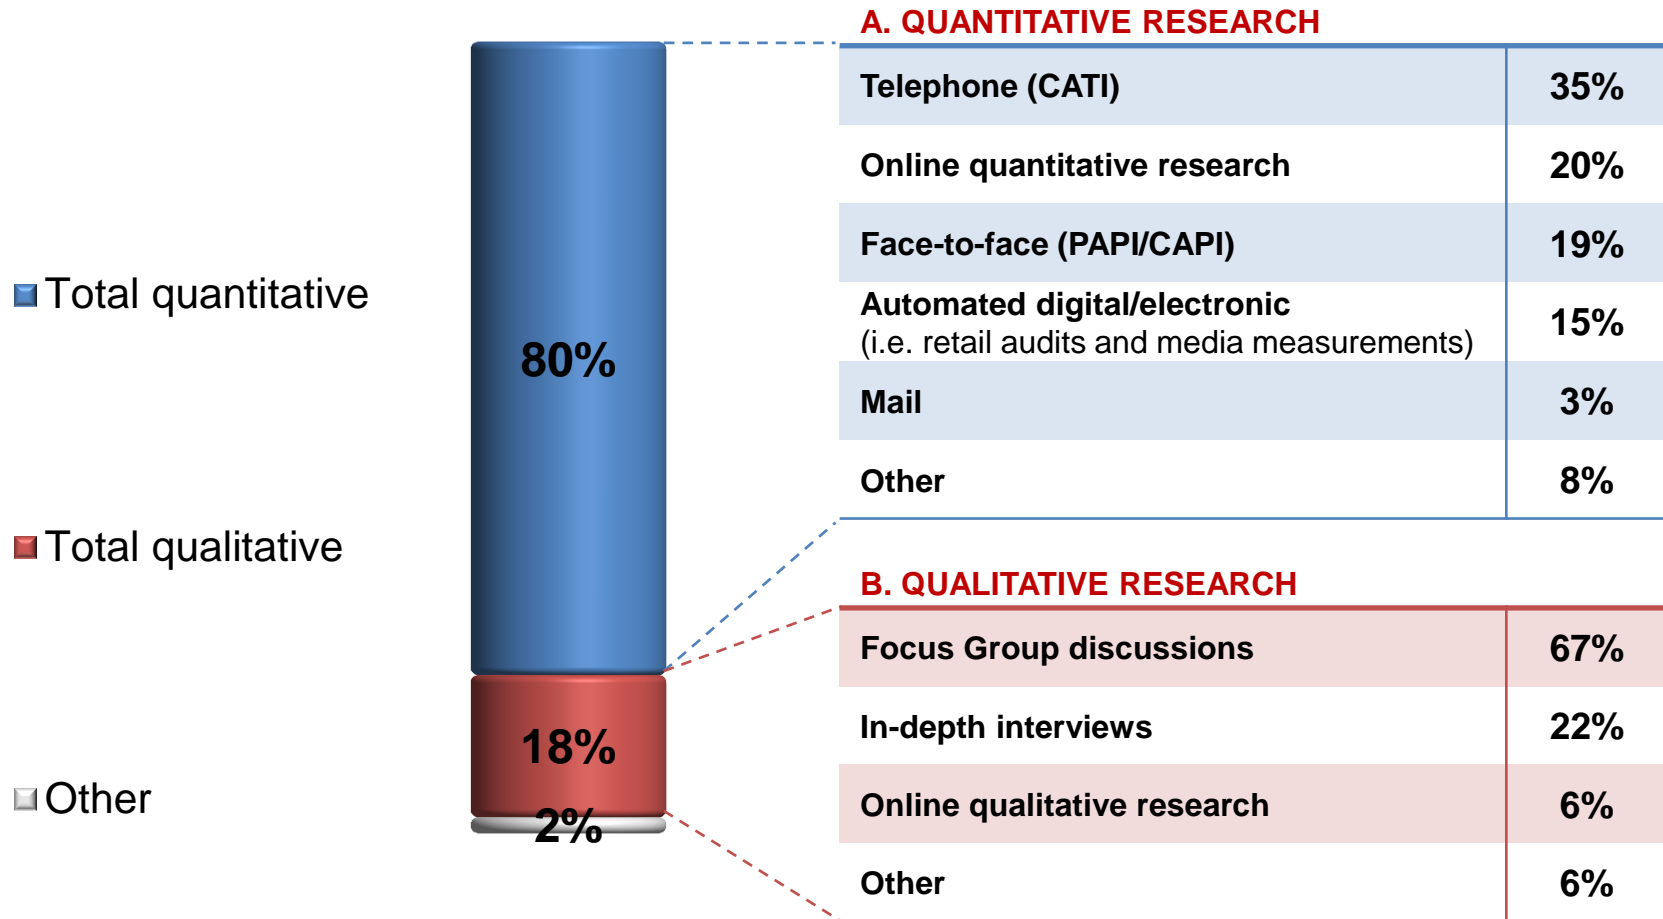 Total quantitative
Total qualitative
Other
80%
18%
2%
A. QUANTITATIVE RESEARCH
Telephone (CATI) 35%
Online quantitative research 20%
Face-to-face (PAPI/CAPI) 19%
Automated digital/electronic
(i.e. retail audits and media measurements) 15%
Mail 3%
Other 8%
B. QUALITATIVE RESEARCH
Focus Group discussions 67%
In-depth interviews 22%
Online qualitative research 6%
Other 6%